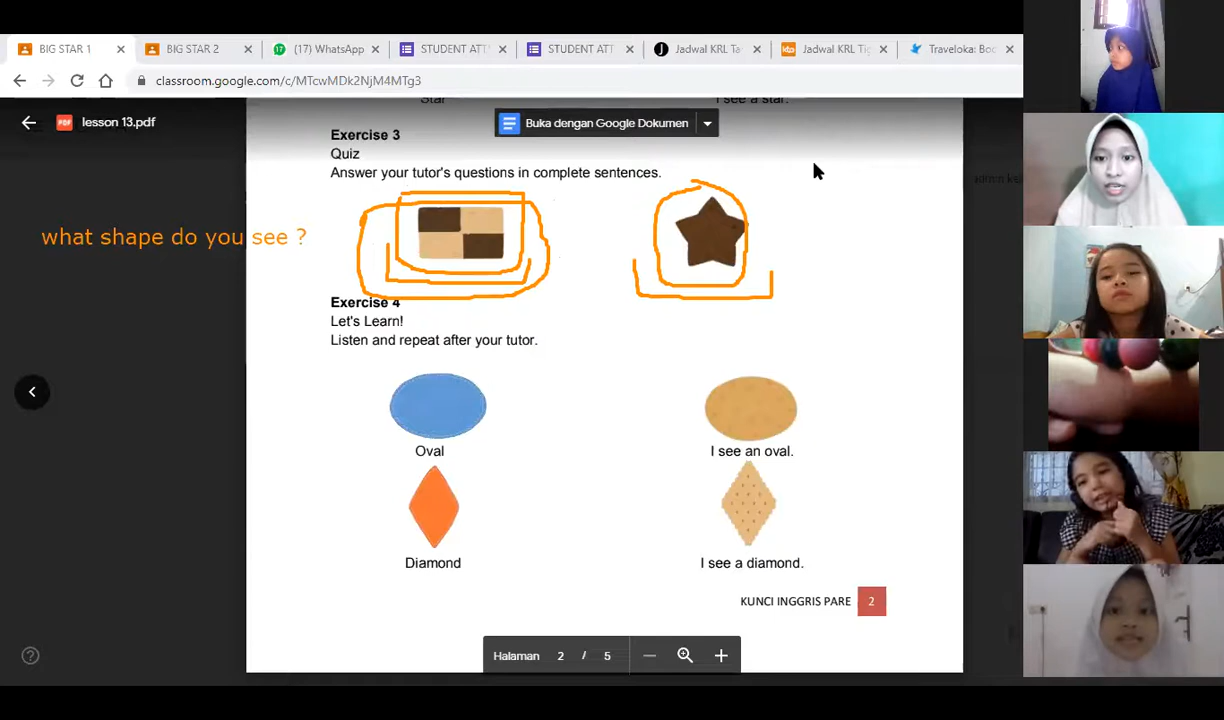 BIG STAR 1
BIG STAR 2
(17) WhatsApp
STUDENT ATT
STUDENT ATT
Jadwal KRL Ta
Jadwal KRL Tig
Traveloka: Boo
classroom.google.com/c/MTcwMDk2NjM4MTg3
lesson 13.pdf
Star
I see a star.
Buka dengan Google Dokumen
Exercise 3
Quiz
Answer your tutor's questions in complete sentences.
what shape do you see ?
Exercise 4
Let's Learn!
Listen and repeat after your tutor.
Oval
I see an oval.
Diamond
I see a diamond.
KUNCI INGGRIS PARE 2
Halaman 2 / 5